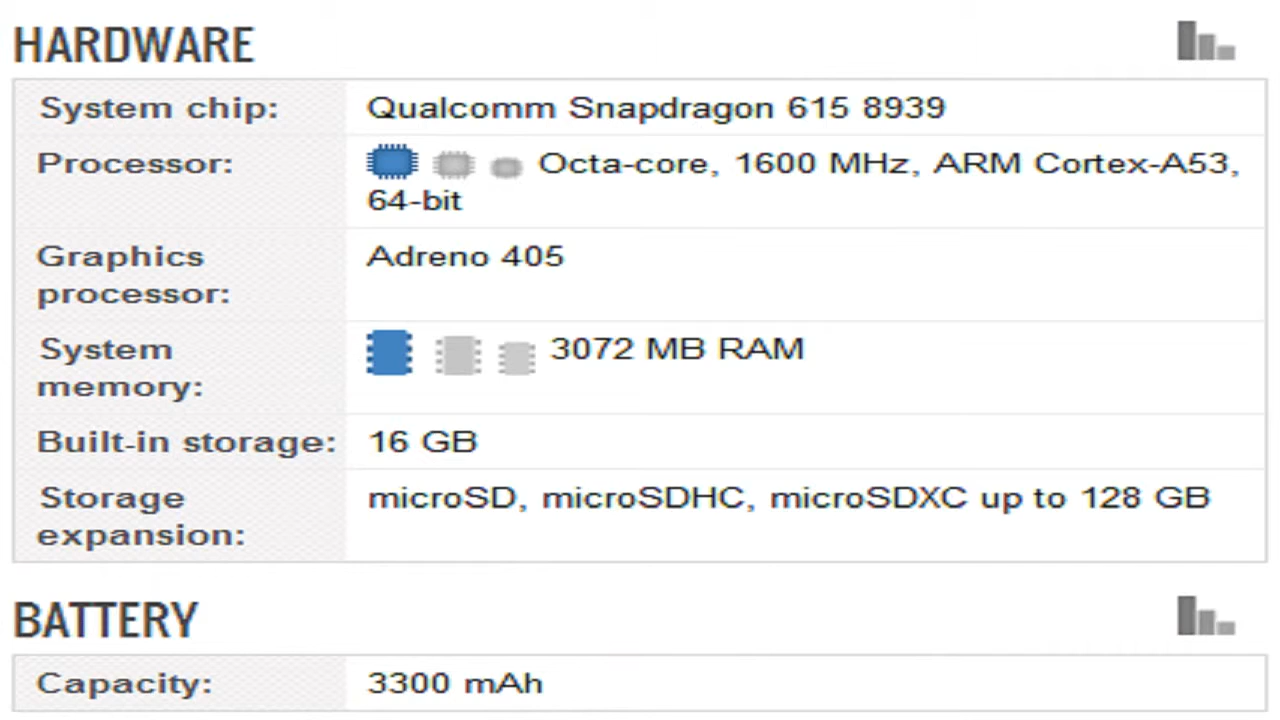 HARDWARE
System chip: Qualcomm Snapdragon 615 8939
Processor: Octa-core, 1600 MHz, ARM Cortex-A53,
64-bit
Graphics Adreno 405
processor:
System 3072 MB RAM
memory:
Built-in storage: 16 GB
Storage microSD, microSDHC, microSDXC up to 128 GB
expansion:
BATTERY
Capacity: 3300 mAh